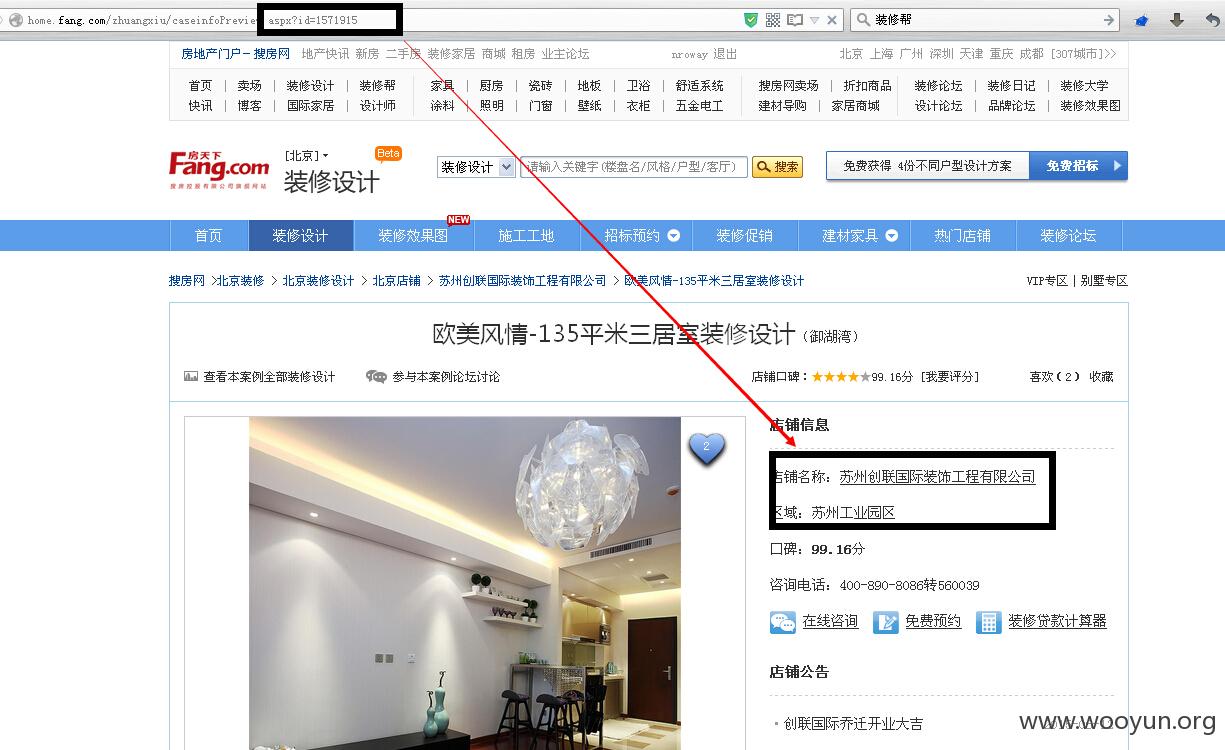 home.fang.com/zhuangxiu/caseinfoPreview aspx?id=1571915 装修帮
房地产门户－搜房网 地产快讯 新房 二手房 装修家居 商城 租房 业主论坛 nroway 退出 北京 上海 广州 深圳 天津 重庆 成都 [307城市]>>
首页 | 卖场 | 装修设计 | 装修帮 家具 | 厨房 | 瓷砖 | 地板 | 卫浴 | 舒适系统 搜房网卖场 | 折扣商品 装修论坛 | 装修日记 | 装修大学
快讯 | 博客 | 国际家居 | 设计师 涂料 | 照明 | 门窗 | 壁纸 | 衣柜 | 五金电工 建材导购 | 家居商城 设计论坛 | 品牌论坛 | 装修效果图
房天下
Fang.com
搜房控股有限公司旗舰网站
[北京] Beta
装修设计
装修设计 请输入关键字(楼盘名/风格/户型/客厅) 搜索 免费获得 4份不同户型设计方案 免费招标
NEW
首页 装修设计 装修效果图 施工工地 招标预约 装修促销 建材家具 热门店铺 装修论坛
搜房网 >北京装修 > 北京装修设计 > 北京店铺 > 苏州创联国际装饰工程有限公司 > 欧美风情-135平米三居室装修设计 VIP专区 | 别墅专区
欧美风情-135平米三居室装修设计 (御湖湾)
查看本案例全部装修设计 参与本案例论坛讨论 店铺口碑：★★★★★99.16分 [我要评分] 喜欢(2) 收藏
2
店铺信息
店铺名称：苏州创联国际装饰工程有限公司
区域：苏州工业园区
口碑：99.16分
咨询电话：400-890-8086转560039
在线咨询 免费预约 装修贷款计算器
店铺公告
· 创联国际乔迁开业大吉
www.wooyun.org